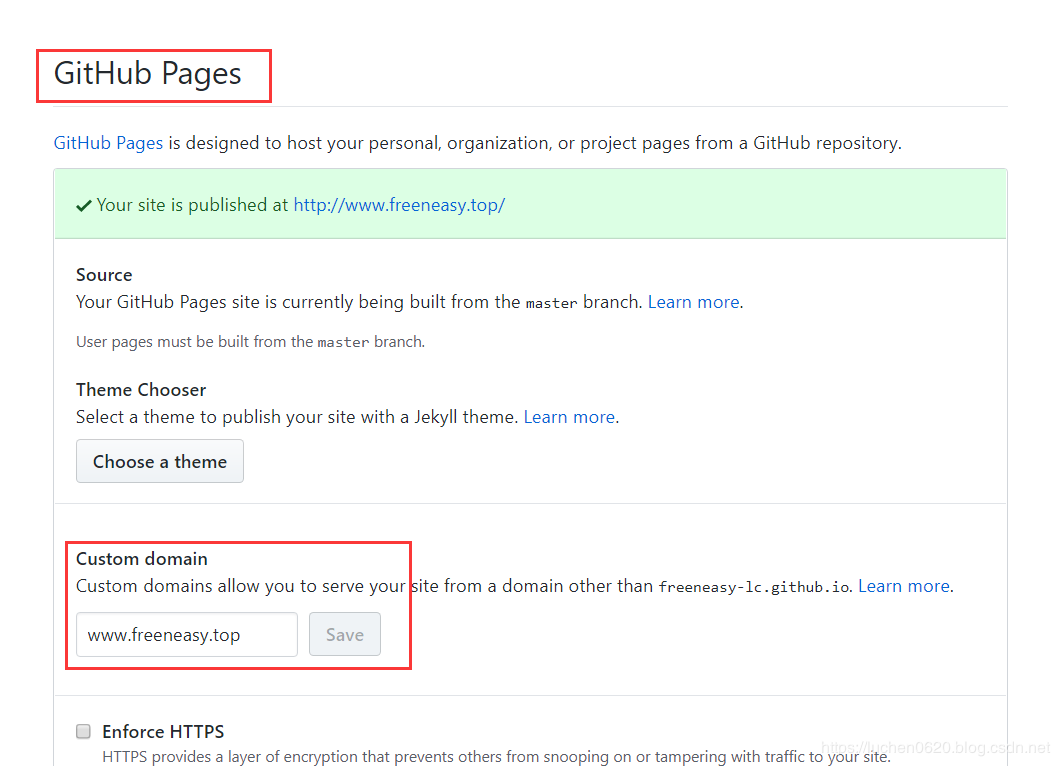 GitHub Pages
GitHub Pages is designed to host your personal, organization, or project pages from a GitHub repository.
Your site is published at http://www.freeneasy.top/
Source
Your GitHub Pages site is currently being built from the master branch. Learn more.
User pages must be built from the master branch.
Theme Chooser
Select a theme to publish your site with a Jekyll theme. Learn more.
Choose a theme
Custom domain
Custom domains allow you to serve your site from a domain other than freeneasy-lc.github.io. Learn more.
www.freeneasy.top Save
Enforce HTTPS
HTTPS provides a layer of encryption that prevents others from snooping on or tampering with traffic to your site.
https://luchen0620.blog.csdn.net